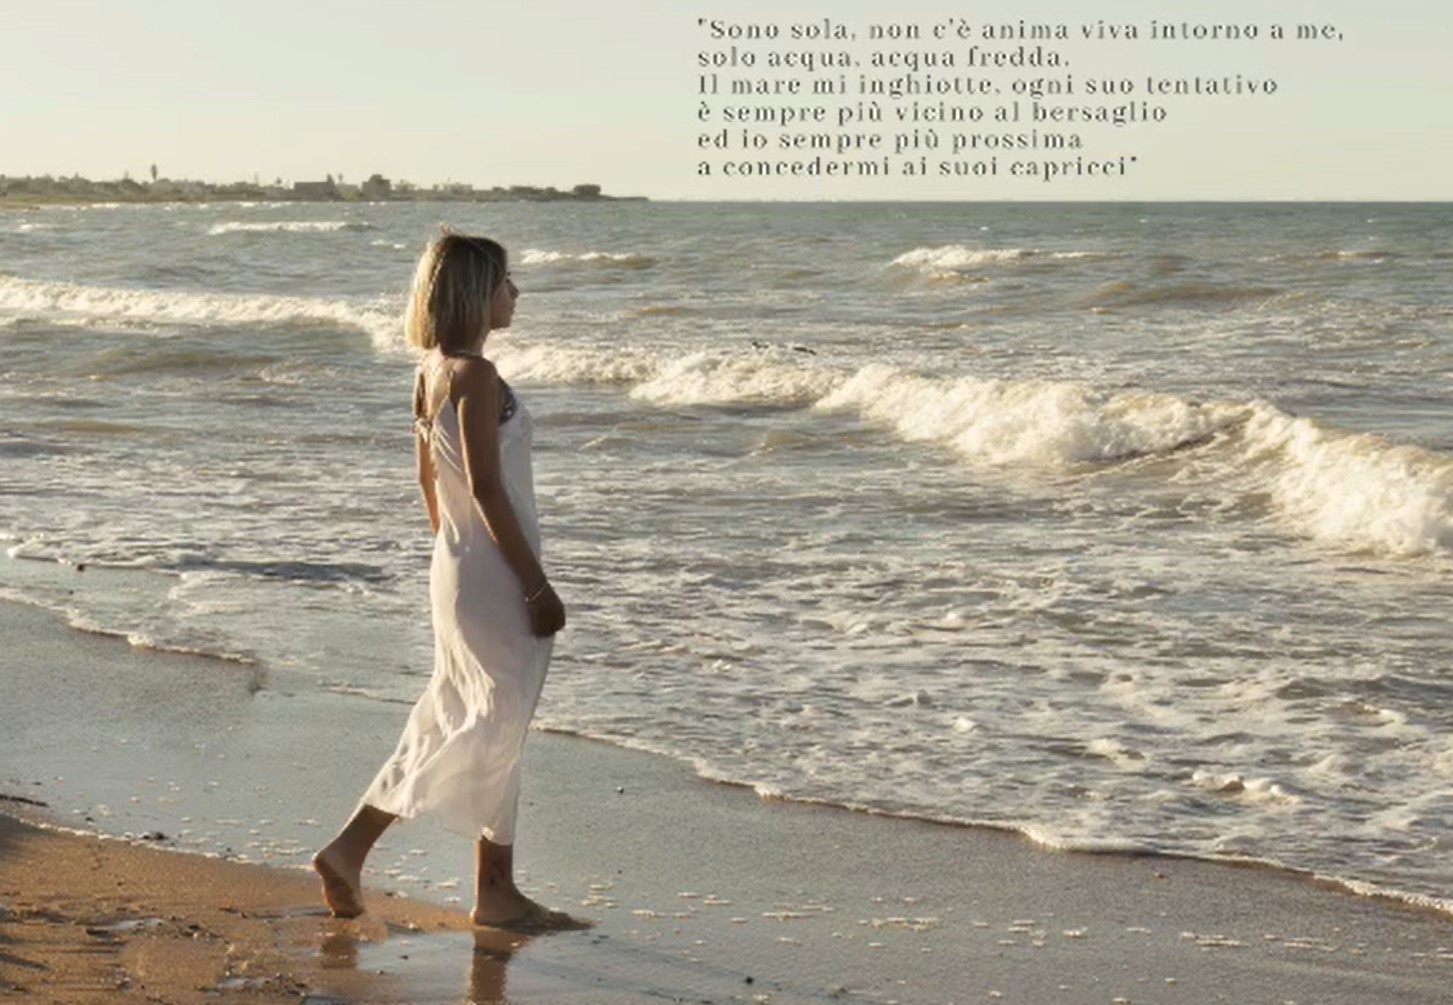 "Sono sola, non c'è anima viva intorno a me,
solo acqua, acqua fredda.
Il mare mi inghiotte, ogni suo tentativo
è sempre più vicino al bersaglio
ed io sempre più prossima
a concedermi ai suoi capricci"